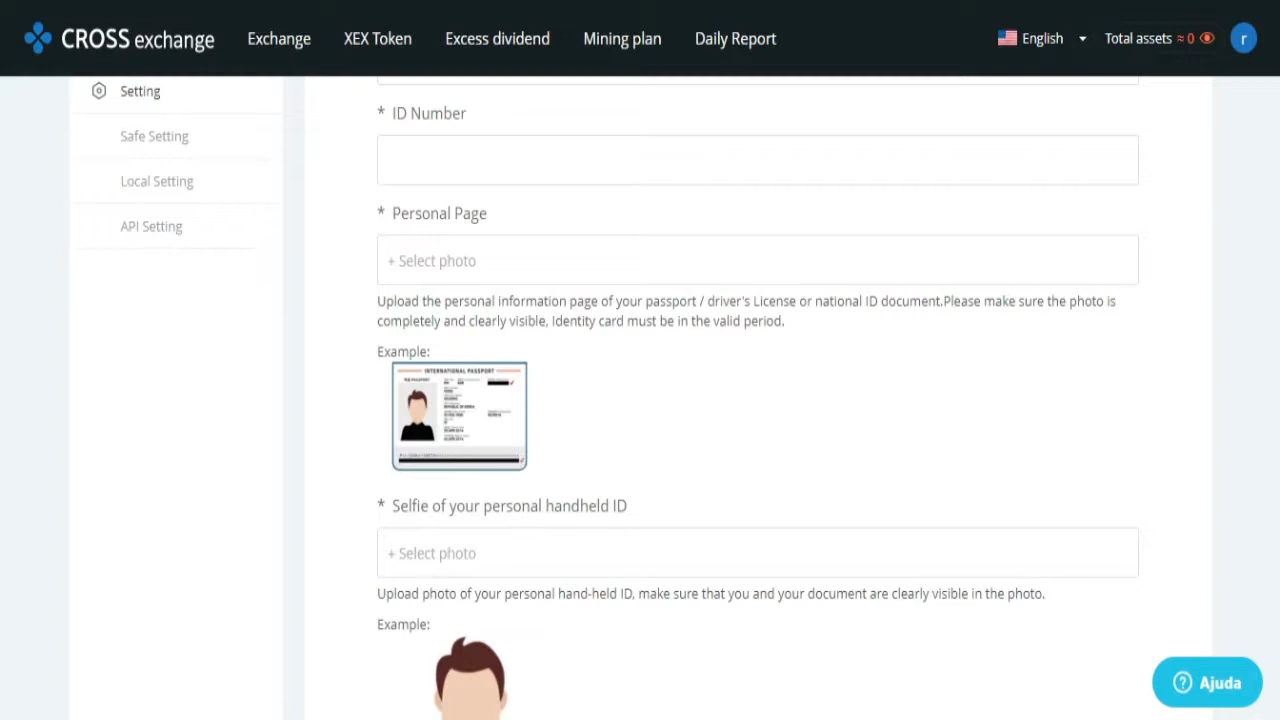 CROSS exchange Exchange XEX Token Excess dividend Mining plan Daily Report English Total assets ≈ 0 r
Setting
Safe Setting
Local Setting
API Setting
* ID Number
* Personal Page
+ Select photo
Upload the personal information page of your passport / driver's License or national ID document.Please make sure the photo is
completely and clearly visible, Identity card must be in the valid period.
Example:
INTERNATIONAL PASSPORT
* Selfie of your personal handheld ID
+ Select photo
Upload photo of your personal hand-held ID, make sure that you and your document are clearly visible in the photo.
Example:
? Ajuda